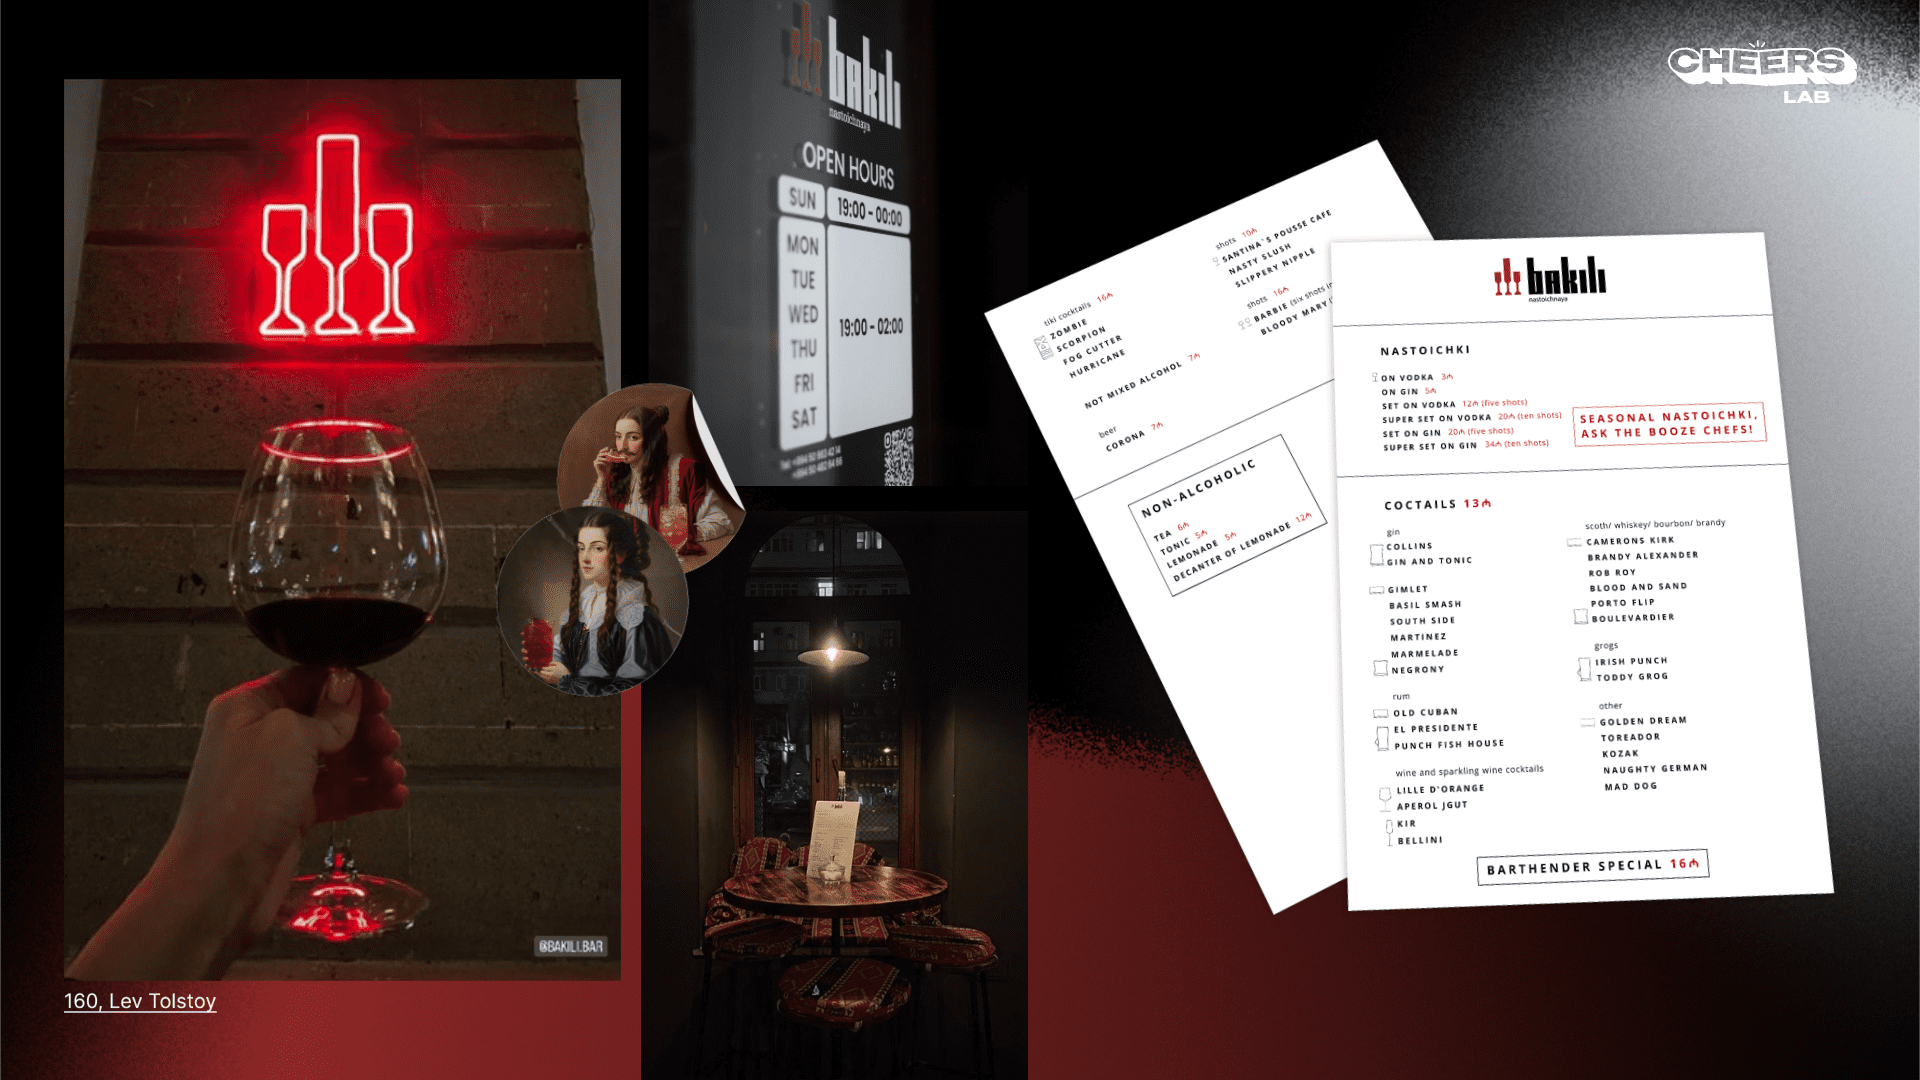 @BAKILI.BAR
160, Lev Tolstoy
bakılı
nastoichnaya
OPEN HOURS
SUN 19:00 - 00:00
MON
TUE
WED
THU
FRI
SAT
19:00 - 02:00
CHEERS
LAB
tiki cocktails 16₼
ZOMBIE
SCORPION
FOG CUTTER
HURRICANE
NOT MIXED ALCOHOL 7₼
beer
CORONA 7₼
shots 10₼
SANTINA`S POUSSE CAFE
NASTY SLUSH
SLIPPERY NIPPLE
shots 16₼
BARBIE (six shots in
BLOODY MARY
NON-ALCOHOLIC
TEA 6₼
TONIC 5₼
LEMONADE 5₼
DECANTER OF LEMONADE 12₼
bakılı
nastoichnaya
NASTOICHKI
ON VODKA 3₼
ON GIN 5₼
SET ON VODKA 12₼ (five shots)
SUPER SET ON VODKA 20₼ (ten shots)
SET ON GIN 20₼ (five shots)
SUPER SET ON GIN 34₼ (ten shots)
SEASONAL NASTOICHKI,
ASK THE BOOZE CHEFS!
COCTAILS 13₼
gin
COLLINS
GIN AND TONIC
GIMLET
BASIL SMASH
SOUTH SIDE
MARTINEZ
MARMELADE
NEGRONY
rum
OLD CUBAN
EL PRESIDENTE
PUNCH FISH HOUSE
wine and sparkling wine cocktails
LILLE D'ORANGE
APEROL JGUT
KIR
BELLINI
scoth/ whiskey/ bourbon/ brandy
CAMERONS KIRK
BRANDY ALEXANDER
ROB ROY
BLOOD AND SAND
PORTO FLIP
BOULEVARDIER
grogs
IRISH PUNCH
TODDY GROG
other
GOLDEN DREAM
TOREADOR
KOZAK
NAUGHTY GERMAN
MAD DOG
BARTHENDER SPECIAL 16₼